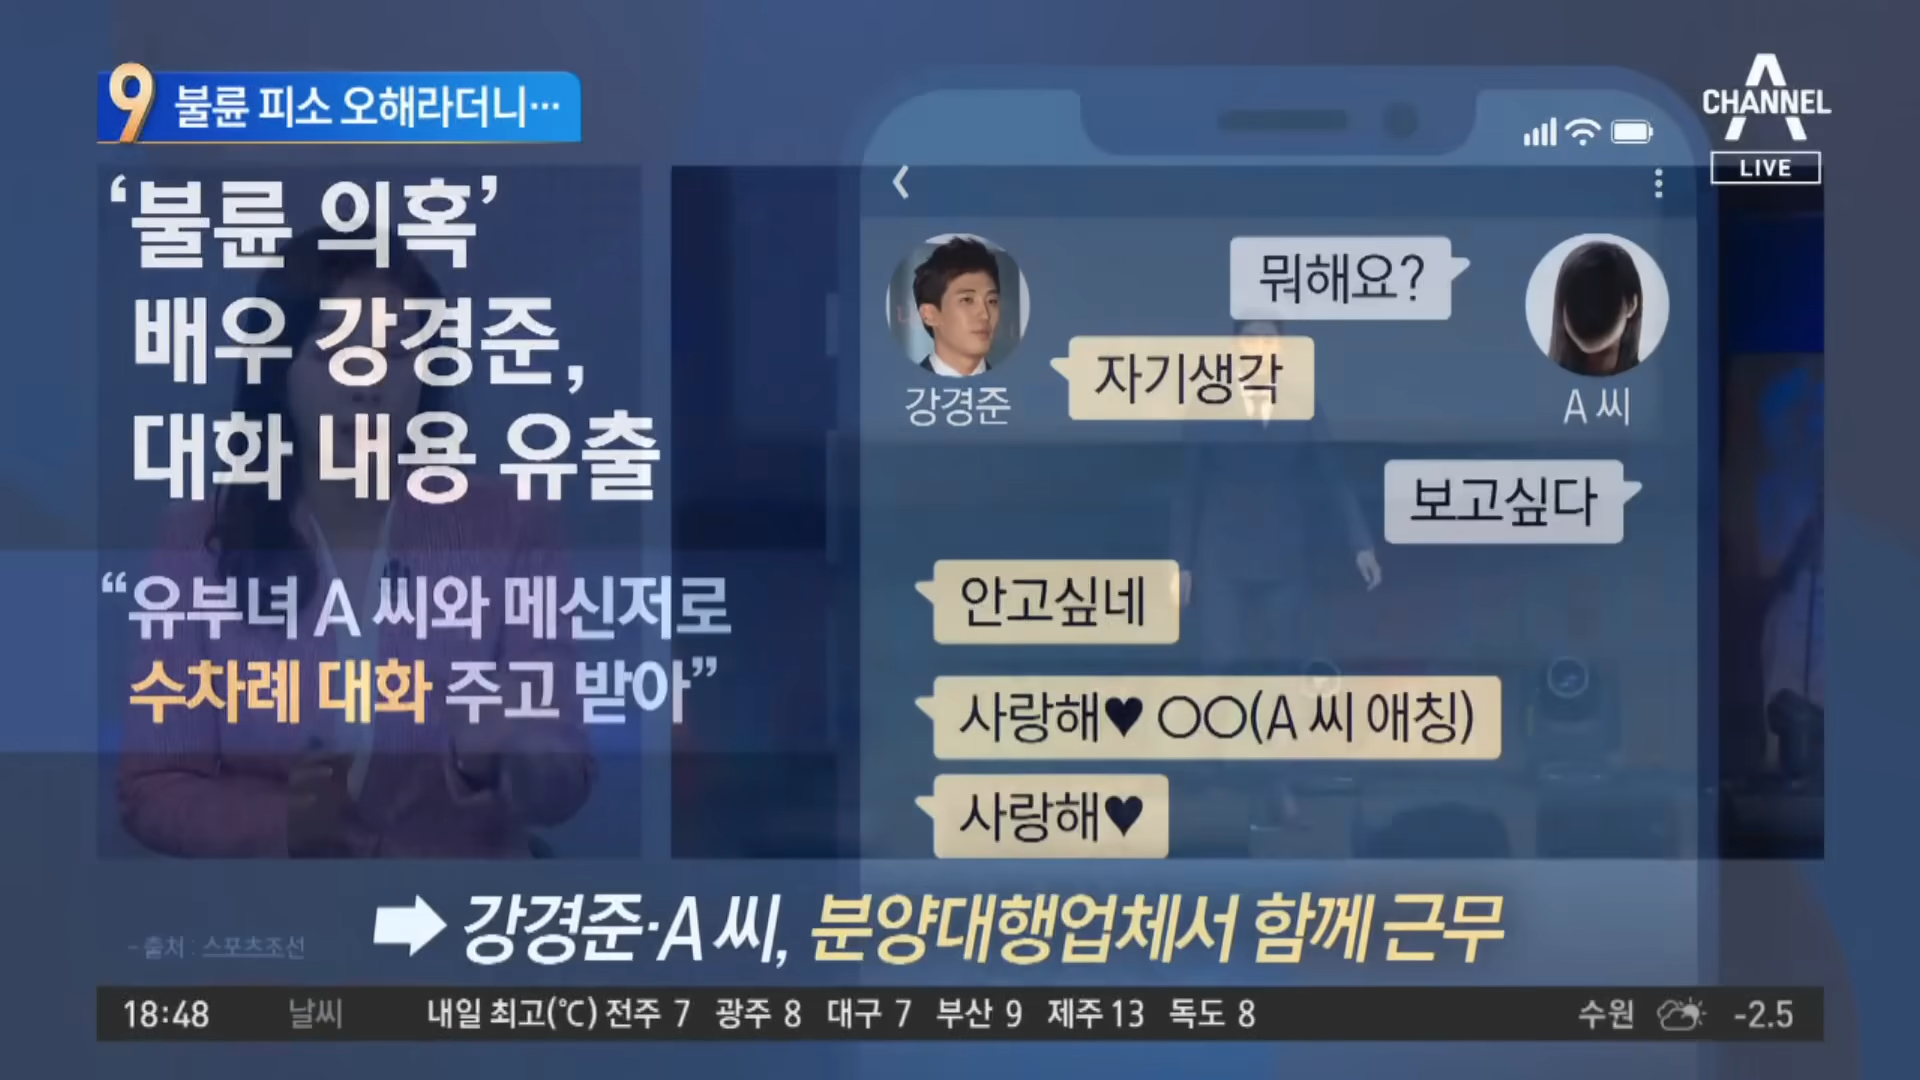 9 불륜 피소 오해라더니…
CHANNEL A
LIVE
‘불륜 의혹’
배우 강경준,
대화 내용 유출
“유부녀 A 씨와 메신저로
수차례 대화 주고 받아”
뭐해요?
강경준
자기생각
A 씨
보고싶다
안고싶네
사랑해♥ ○○(A 씨 애칭)
사랑해♥
➡ 강경준·A 씨, 분양대행업체서 함께 근무
- 출처 : 스포츠조선
18:48 날씨 내일 최고(℃) 전주 7 광주 8 대구 7 부산 9 제주 13 독도 8 수원 -2.5